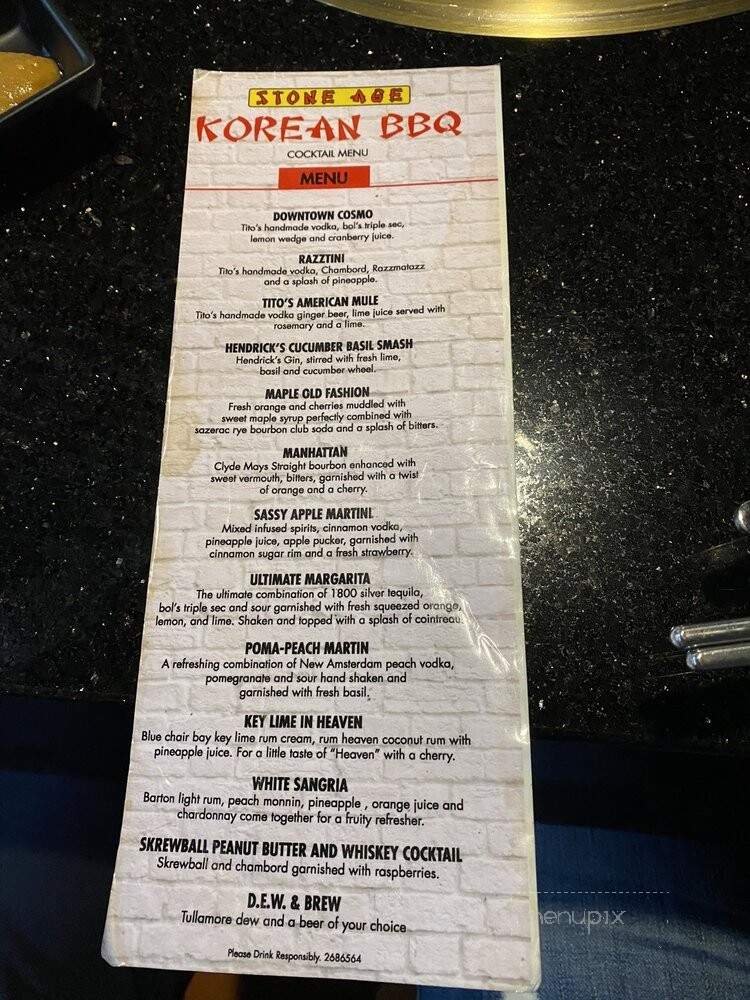 STONE AGE
KOREAN BBQ
COCKTAIL MENU
MENU
DOWNTOWN COSMO
Tito's handmade vodka, bol's triple sec,
lemon wedge and cranberry juice.
RAZZTINI
Tito's handmade vodka, Chambord, Razzmatazz
and a splash of pineapple.
TITO'S AMERICAN MULE
Tito's handmade vodka ginger beer, lime juice served with
rosemary and a lime.
HENDRICK'S CUCUMBER BASIL SMASH
Hendrick's Gin, stirred with fresh lime,
basil and cucumber wheel.
MAPLE OLD FASHION
Fresh orange and cherries muddled with
sweet maple syrup perfectly combined with
sazerac rye bourbon club soda and a splash of bitters.
MANHATTAN
Clyde Mays Straight bourbon enhanced with
sweet vermouth, bitters, garnished with a twist
of orange and a cherry.
SASSY APPLE MARTINI
Mixed infused spirits, cinnamon vodka,
pineapple juice, apple pucker, garnished with
cinnamon sugar rim and a fresh strawberry.
ULTIMATE MARGARITA
The ultimate combination of 1800 silver tequila,
bol's triple sec and sour garnished with fresh squeezed orange,
lemon, and lime. Shaken and topped with a splash of cointreau.
POMA-PEACH MARTIN
A refreshing combination of New Amsterdam peach vodka,
pomegranate and sour hand shaken and
garnished with fresh basil.
KEY LIME IN HEAVEN
Blue chair bay key lime rum cream, rum heaven coconut rum with
pineapple juice. For a little taste of "Heaven" with a cherry.
WHITE SANGRIA
Barton light rum, peach monnin, pineapple , orange juice and
chardonnay come together for a fruity refresher.
SKREWBALL PEANUT BUTTER AND WHISKEY COCKTAIL
Skrewball and chambord garnished with raspberries.
D.E.W. & BREW
Tullamore dew and a beer of your choice
Please Drink Responsibly. 2686564
menupix